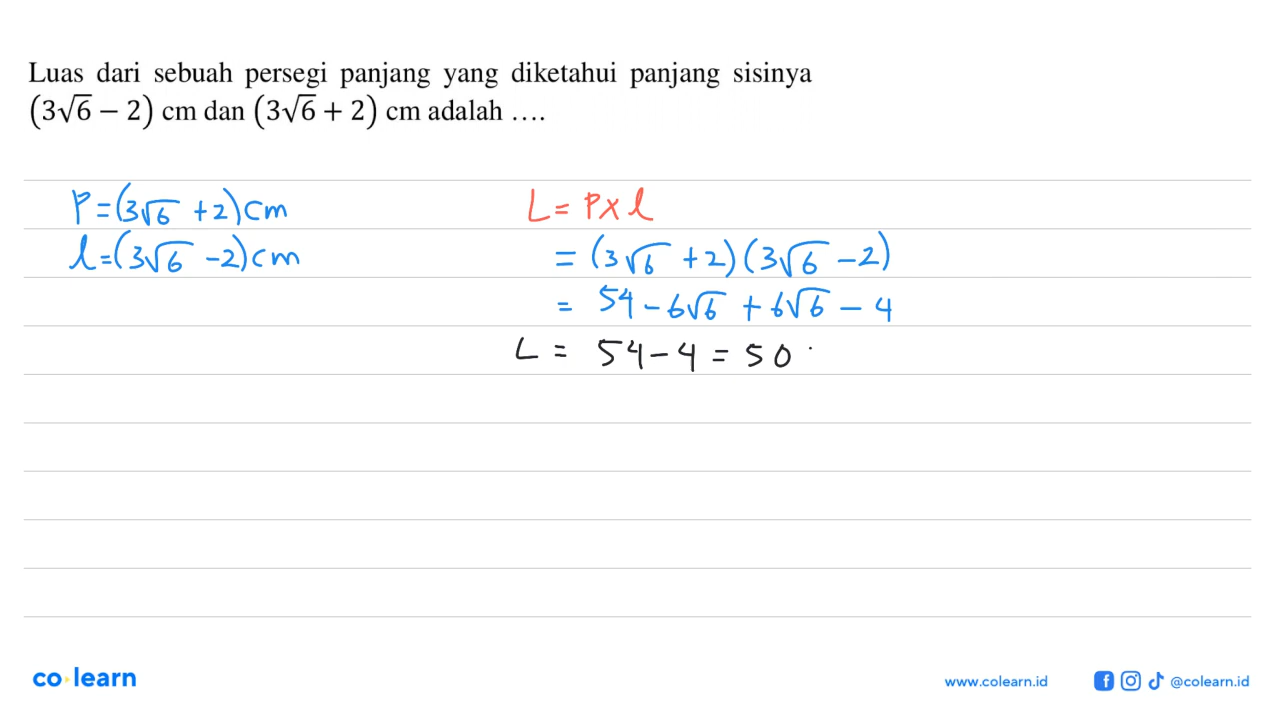 Luas dari sebuah persegi panjang yang diketahui panjang sisinya
(3√6 − 2) cm dan (3√6 + 2) cm adalah ....
P = (3√6 + 2) cm
L = P × l
l = (3√6 − 2) cm
= (3√6 + 2)(3√6 − 2)
= 54 − 6√6 + 6√6 − 4
L = 54 − 4 = 50
co learn
www.colearn.id
@colearn.id